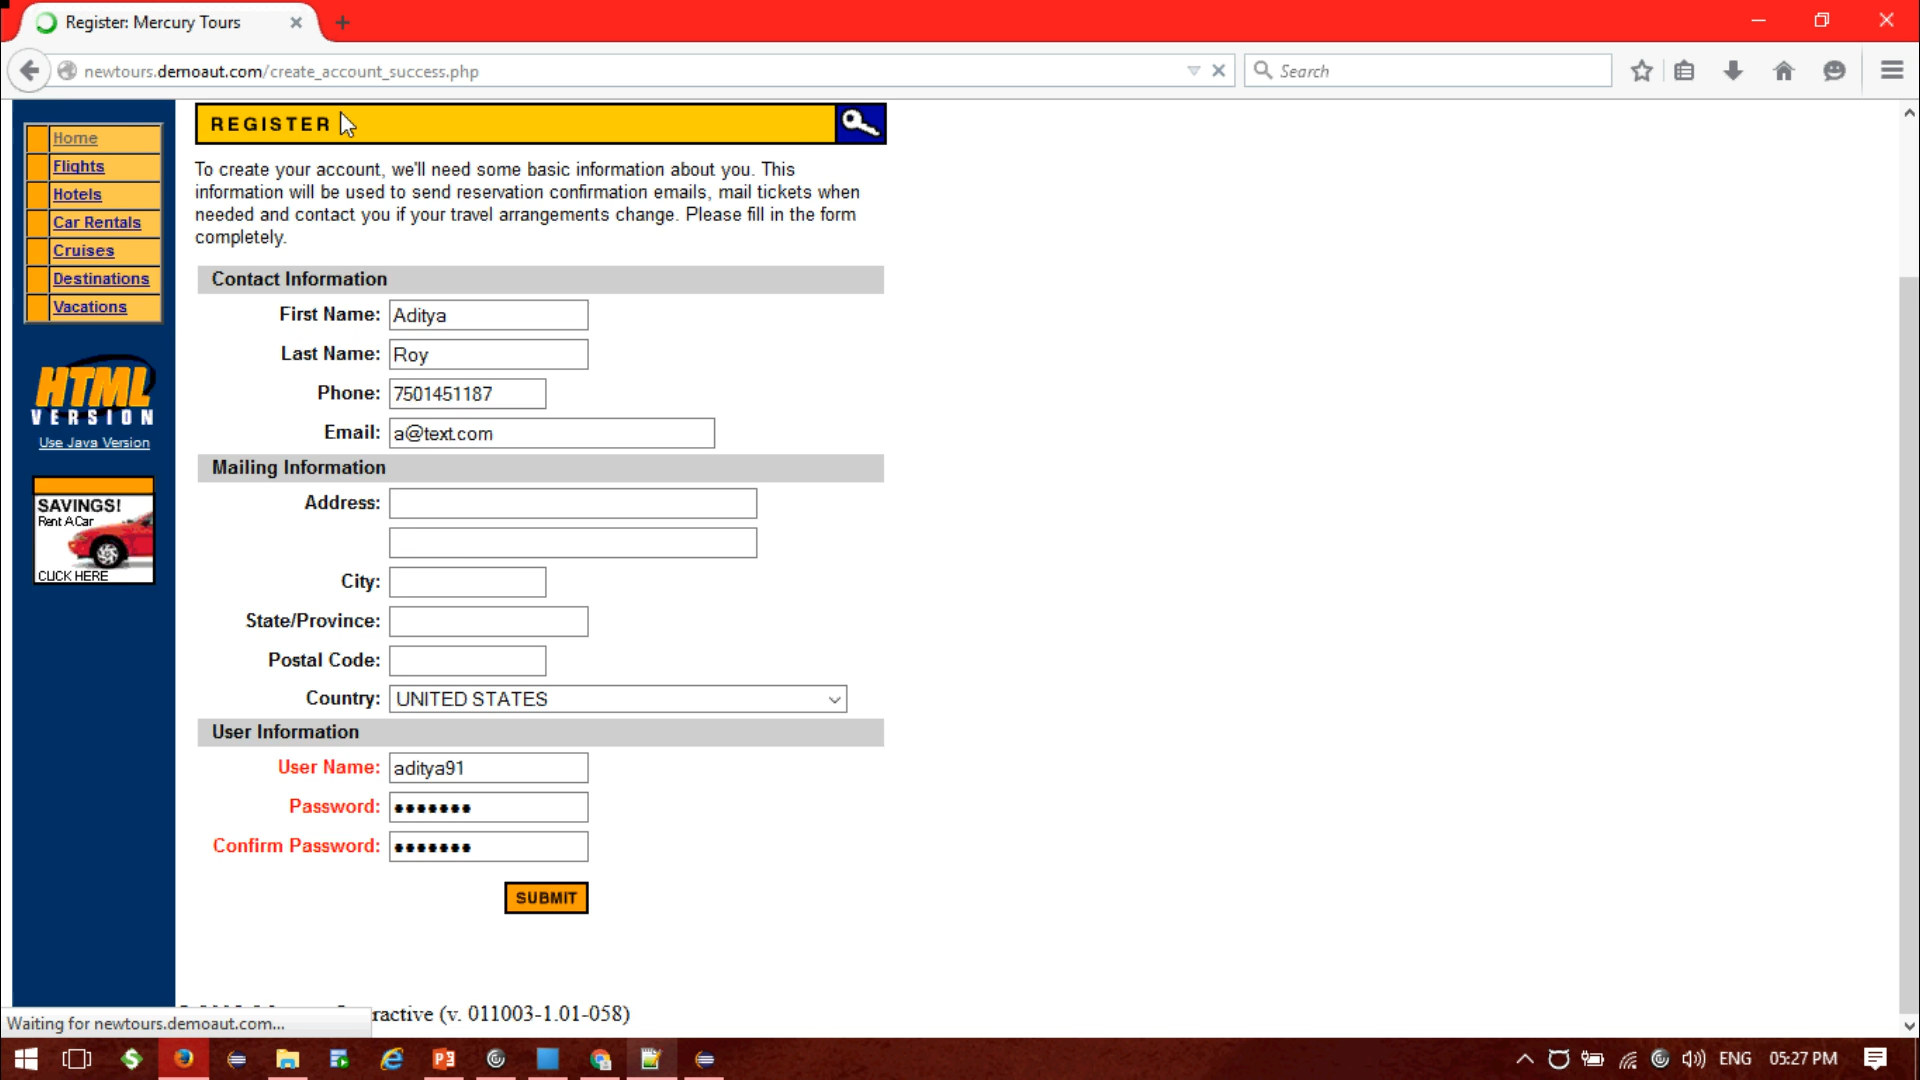 Register: Mercury Tours
newtours.demoaut.com/create_account_success.php
Search
Home
Flights
Hotels
Car Rentals
Cruises
Destinations
Vacations
HTML
VERSION
Use Java Version
SAVINGS!
Rent A Car
CLICK HERE
REGISTER
To create your account, we'll need some basic information about you. This
information will be used to send reservation confirmation emails, mail tickets when
needed and contact you if your travel arrangements change. Please fill in the form
completely.
Contact Information
First Name: Aditya
Last Name: Roy
Phone: 7501451187
Email: a@text.com
Mailing Information
Address:
City:
State/Province:
Postal Code:
Country: UNITED STATES
User Information
User Name: aditya91
Password: •••••••
Confirm Password: •••••••
SUBMIT
ractive (v. 011003-1.01-058)
Waiting for newtours.demoaut.com...
ENG 05:27 PM